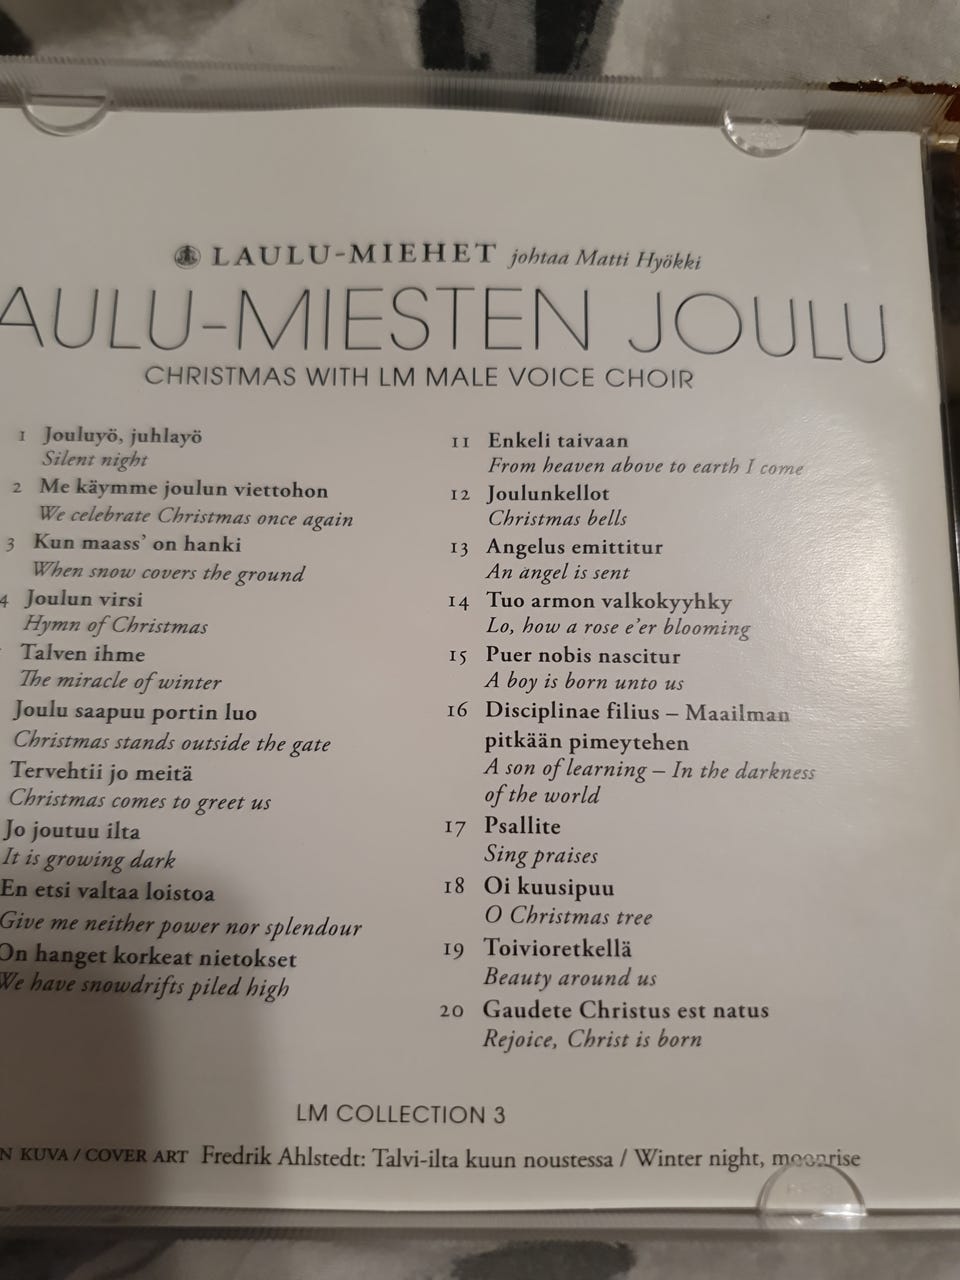 LAULU-MIEHET johtaa Matti Hyökki
AULU-MIESTEN JOULU
CHRISTMAS WITH LM MALE VOICE CHOIR
1 Jouluyö, juhlayö
Silent night
2 Me käymme joulun viettohon
We celebrate Christmas once again
3 Kun maass' on hanki
When snow covers the ground
4 Joulun virsi
Hymn of Christmas
Talven ihme
The miracle of winter
Joulu saapuu portin luo
Christmas stands outside the gate
Tervehtii jo meitä
Christmas comes to greet us
Jo joutuu ilta
It is growing dark
En etsi valtaa loistoa
Give me neither power nor splendour
On hanget korkeat nietokset
We have snowdrifts piled high
11 Enkeli taivaan
From heaven above to earth I come
12 Joulunkellot
Christmas bells
13 Angelus emittitur
An angel is sent
14 Tuo armon valkokyyhky
Lo, how a rose e'er blooming
15 Puer nobis nascitur
A boy is born unto us
16 Disciplinae filius – Maailman
pitkään pimeytehen
A son of learning – In the darkness
of the world
17 Psallite
Sing praises
18 Oi kuusipuu
O Christmas tree
19 Toivioretkellä
Beauty around us
20 Gaudete Christus est natus
Rejoice, Christ is born
LM COLLECTION 3
N KUVA / COVER ART Fredrik Ahlstedt: Talvi-ilta kuun noustessa / Winter night, moonrise